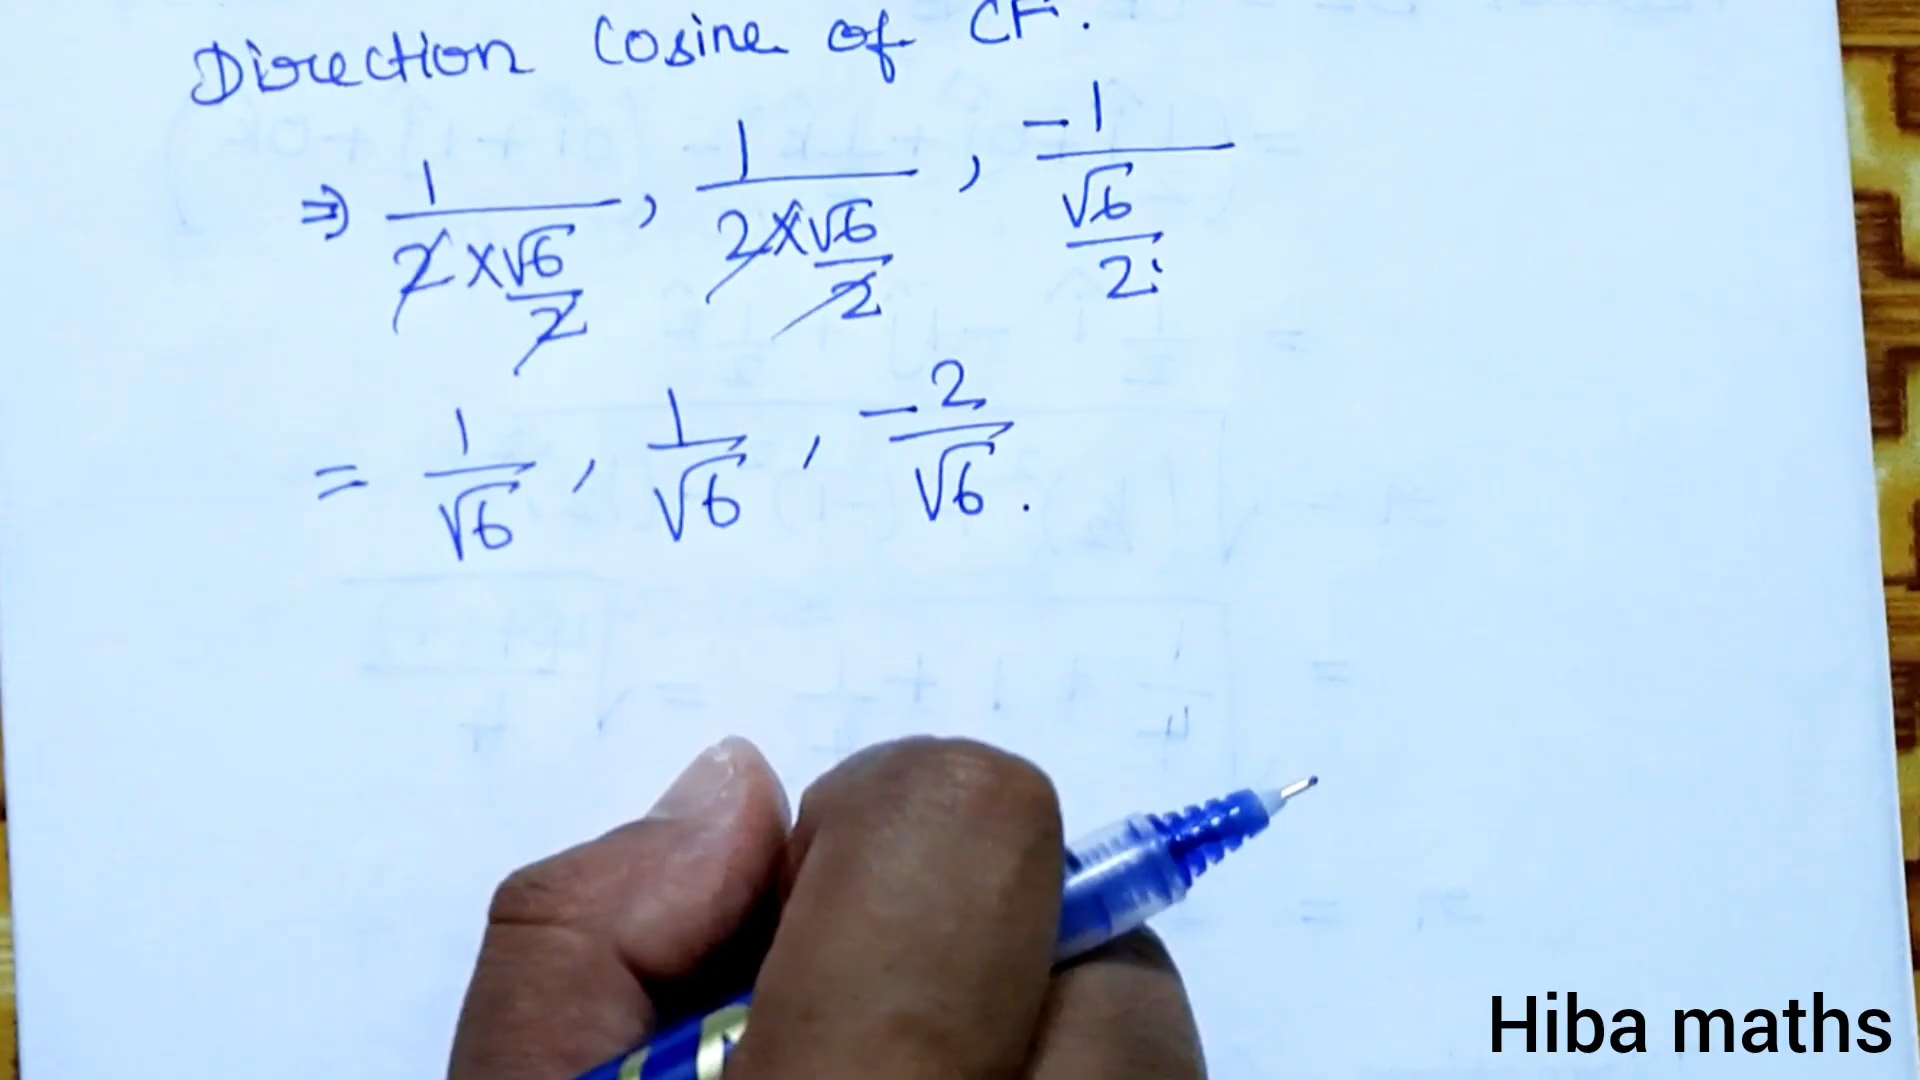 Direction Cosine of CF.
⇒ 1/(2×√6/2), 1/(2×√6/2), -1/(√6/2)
= 1/√6, 1/√6, -2/√6.
Hiba maths